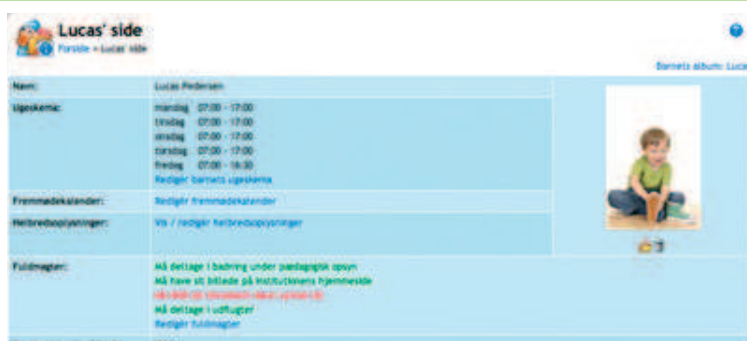 Lucas' side
Forside » Lucas' side
Barnets album: Lucas
Navn: Lucas Pedersen
Ugeskema: mandag 07:00 - 17:00
tirsdag 07:00 - 17:00
onsdag 07:00 - 17:00
torsdag 07:00 - 17:00
fredag 07:00 - 16:30
Redigér barnets ugeskema
Fremmødekalender: Redigér fremmødekalender
Helbredsoplysninger: Vis / redigér helbredsoplysninger
Fuldmagter: Må deltage i badning under pædagogisk opsyn
Må have sit billede på institutionens hjemmeside
Må deltage i udflugter
Redigér fuldmagter